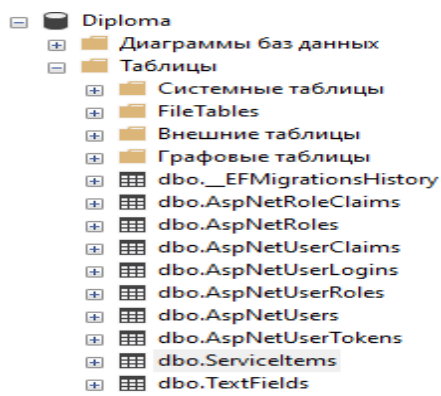 Diploma
Диаграммы баз данных
Таблицы
Системные таблицы
FileTables
Внешние таблицы
Графовые таблицы
dbo.__EFMigrationsHistory
dbo.AspNetRoleClaims
dbo.AspNetRoles
dbo.AspNetUserClaims
dbo.AspNetUserLogins
dbo.AspNetUserRoles
dbo.AspNetUsers
dbo.AspNetUserTokens
dbo.ServiceItems
dbo.TextFields